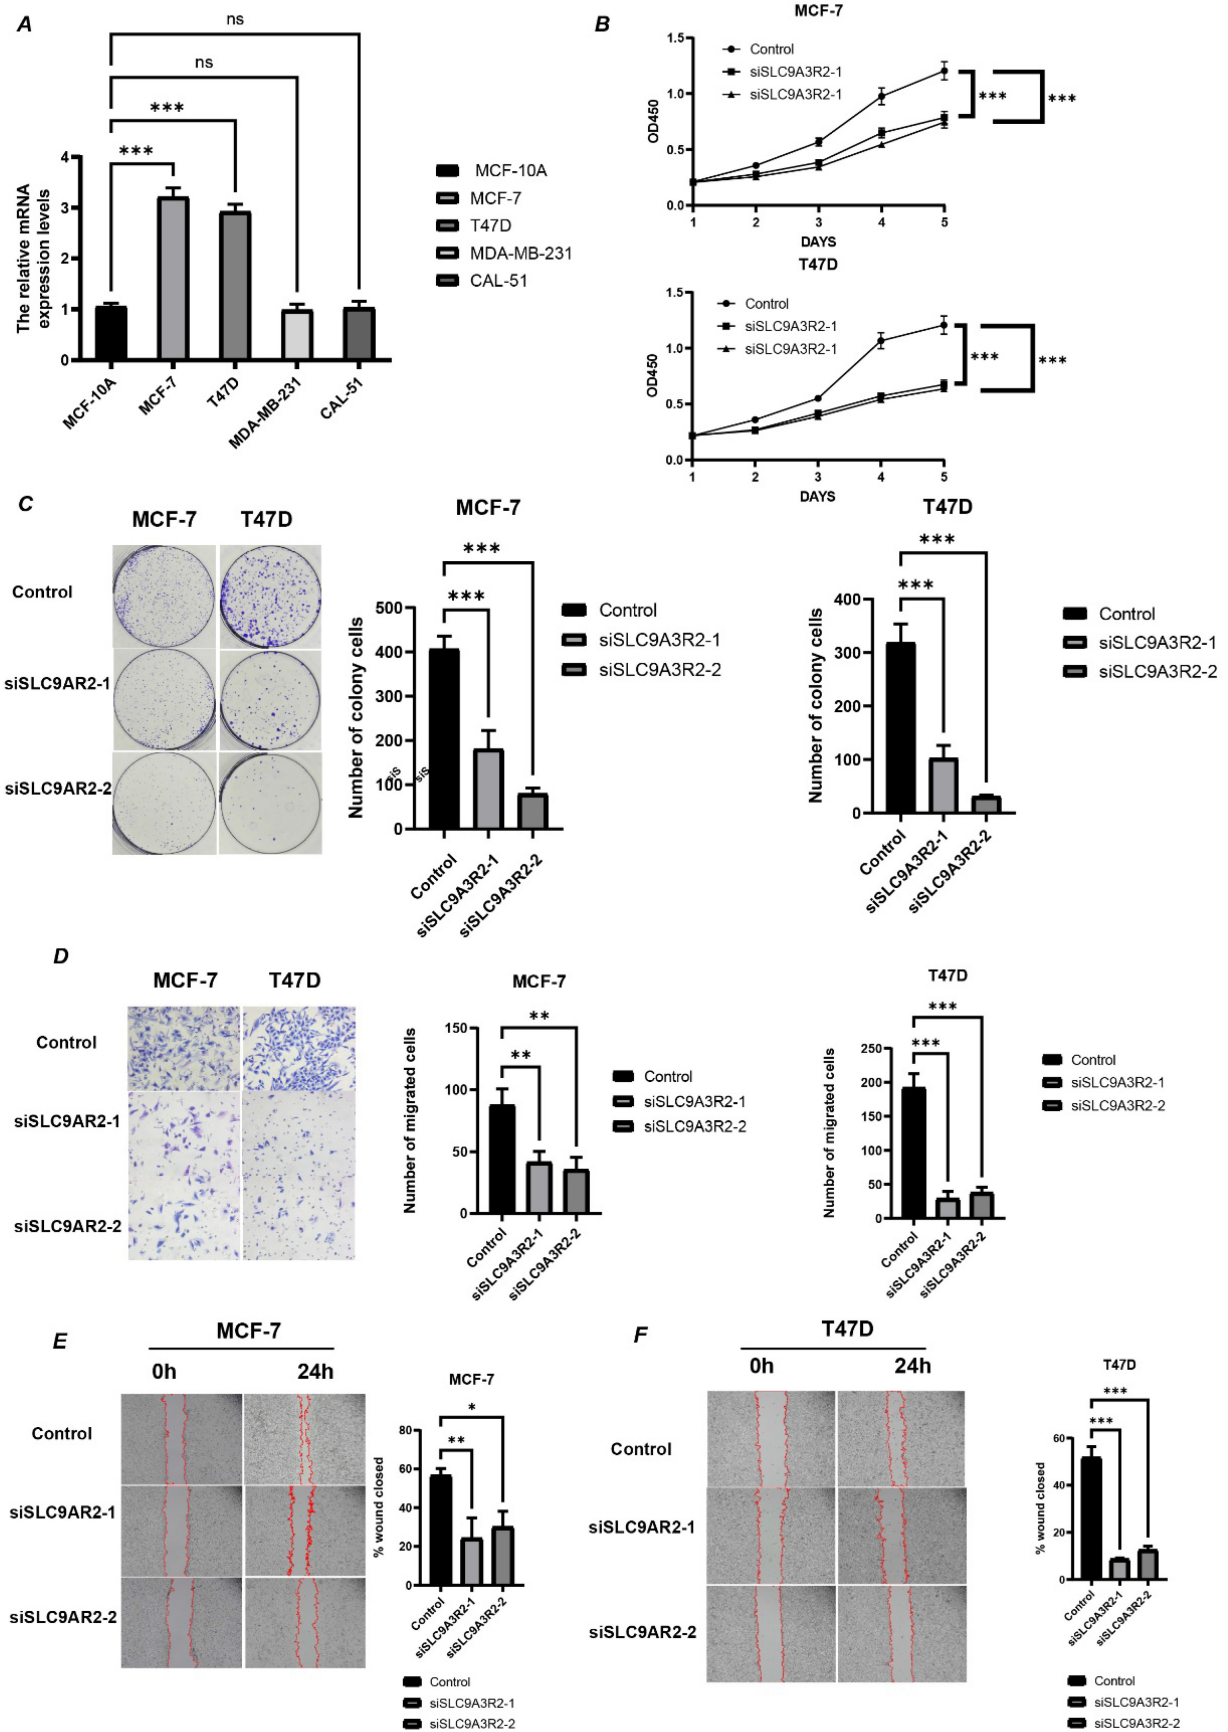 A
ns
ns
***
***
The relative mRNA
expression levels
4
3
2
1
0
MCF-10A
MCF-7
T47D
MDA-MB-231
CAL-51
MCF-10A
MCF-7
T47D
MDA-MB-231
CAL-51
B
MCF-7
OD450
1.5
1.0
0.5
0.0
Control
siSLC9A3R2-1
siSLC9A3R2-1
***
***
1 2 3 4 5
DAYS
T47D
OD450
1.5
1.0
0.5
0.0
Control
siSLC9A3R2-1
siSLC9A3R2-1
***
***
1 2 3 4 5
DAYS
C
MCF-7 T47D
Control
siSLC9AR2-1
siSLC9AR2-2
MCF-7
***
***
Number of colony cells
500
400
300
200
100
0
siS
siS
Control
siSLC9A3R2-1
siSLC9A3R2-2
Control
siSLC9A3R2-1
siSLC9A3R2-2
T47D
***
***
Number of colony cells
400
300
200
100
0
Control
siSLC9A3R2-1
siSLC9A3R2-2
Control
siSLC9A3R2-1
siSLC9A3R2-2
D
MCF-7 T47D
Control
siSLC9AR2-1
siSLC9AR2-2
MCF-7
**
**
Number of migrated cells
150
100
50
0
Control
siSLC9A3R2-1
siSLC9A3R2-2
Control
siSLC9A3R2-1
siSLC9A3R2-2
T47D
***
***
Number of migrated cells
250
200
150
100
50
0
Control
siSLC9A3R2-1
siSLC9A3R2-2
Control
siSLC9A3R2-1
siSLC9A3R2-2
E
MCF-7
0h 24h
Control
siSLC9AR2-1
siSLC9AR2-2
MCF-7
*
**
% wound closed
80
60
40
20
0
Control
siSLC9A3R2-1
siSLC9A3R2-2
Control
siSLC9A3R2-1
siSLC9A3R2-2
F
T47D
0h 24h
Control
siSLC9AR2-1
siSLC9AR2-2
T47D
***
***
% wound closed
60
40
20
0
Control
siSLC9A3R2-1
siSLC9A3R2-2
Control
siSLC9A3R2-1
siSLC9A3R2-2